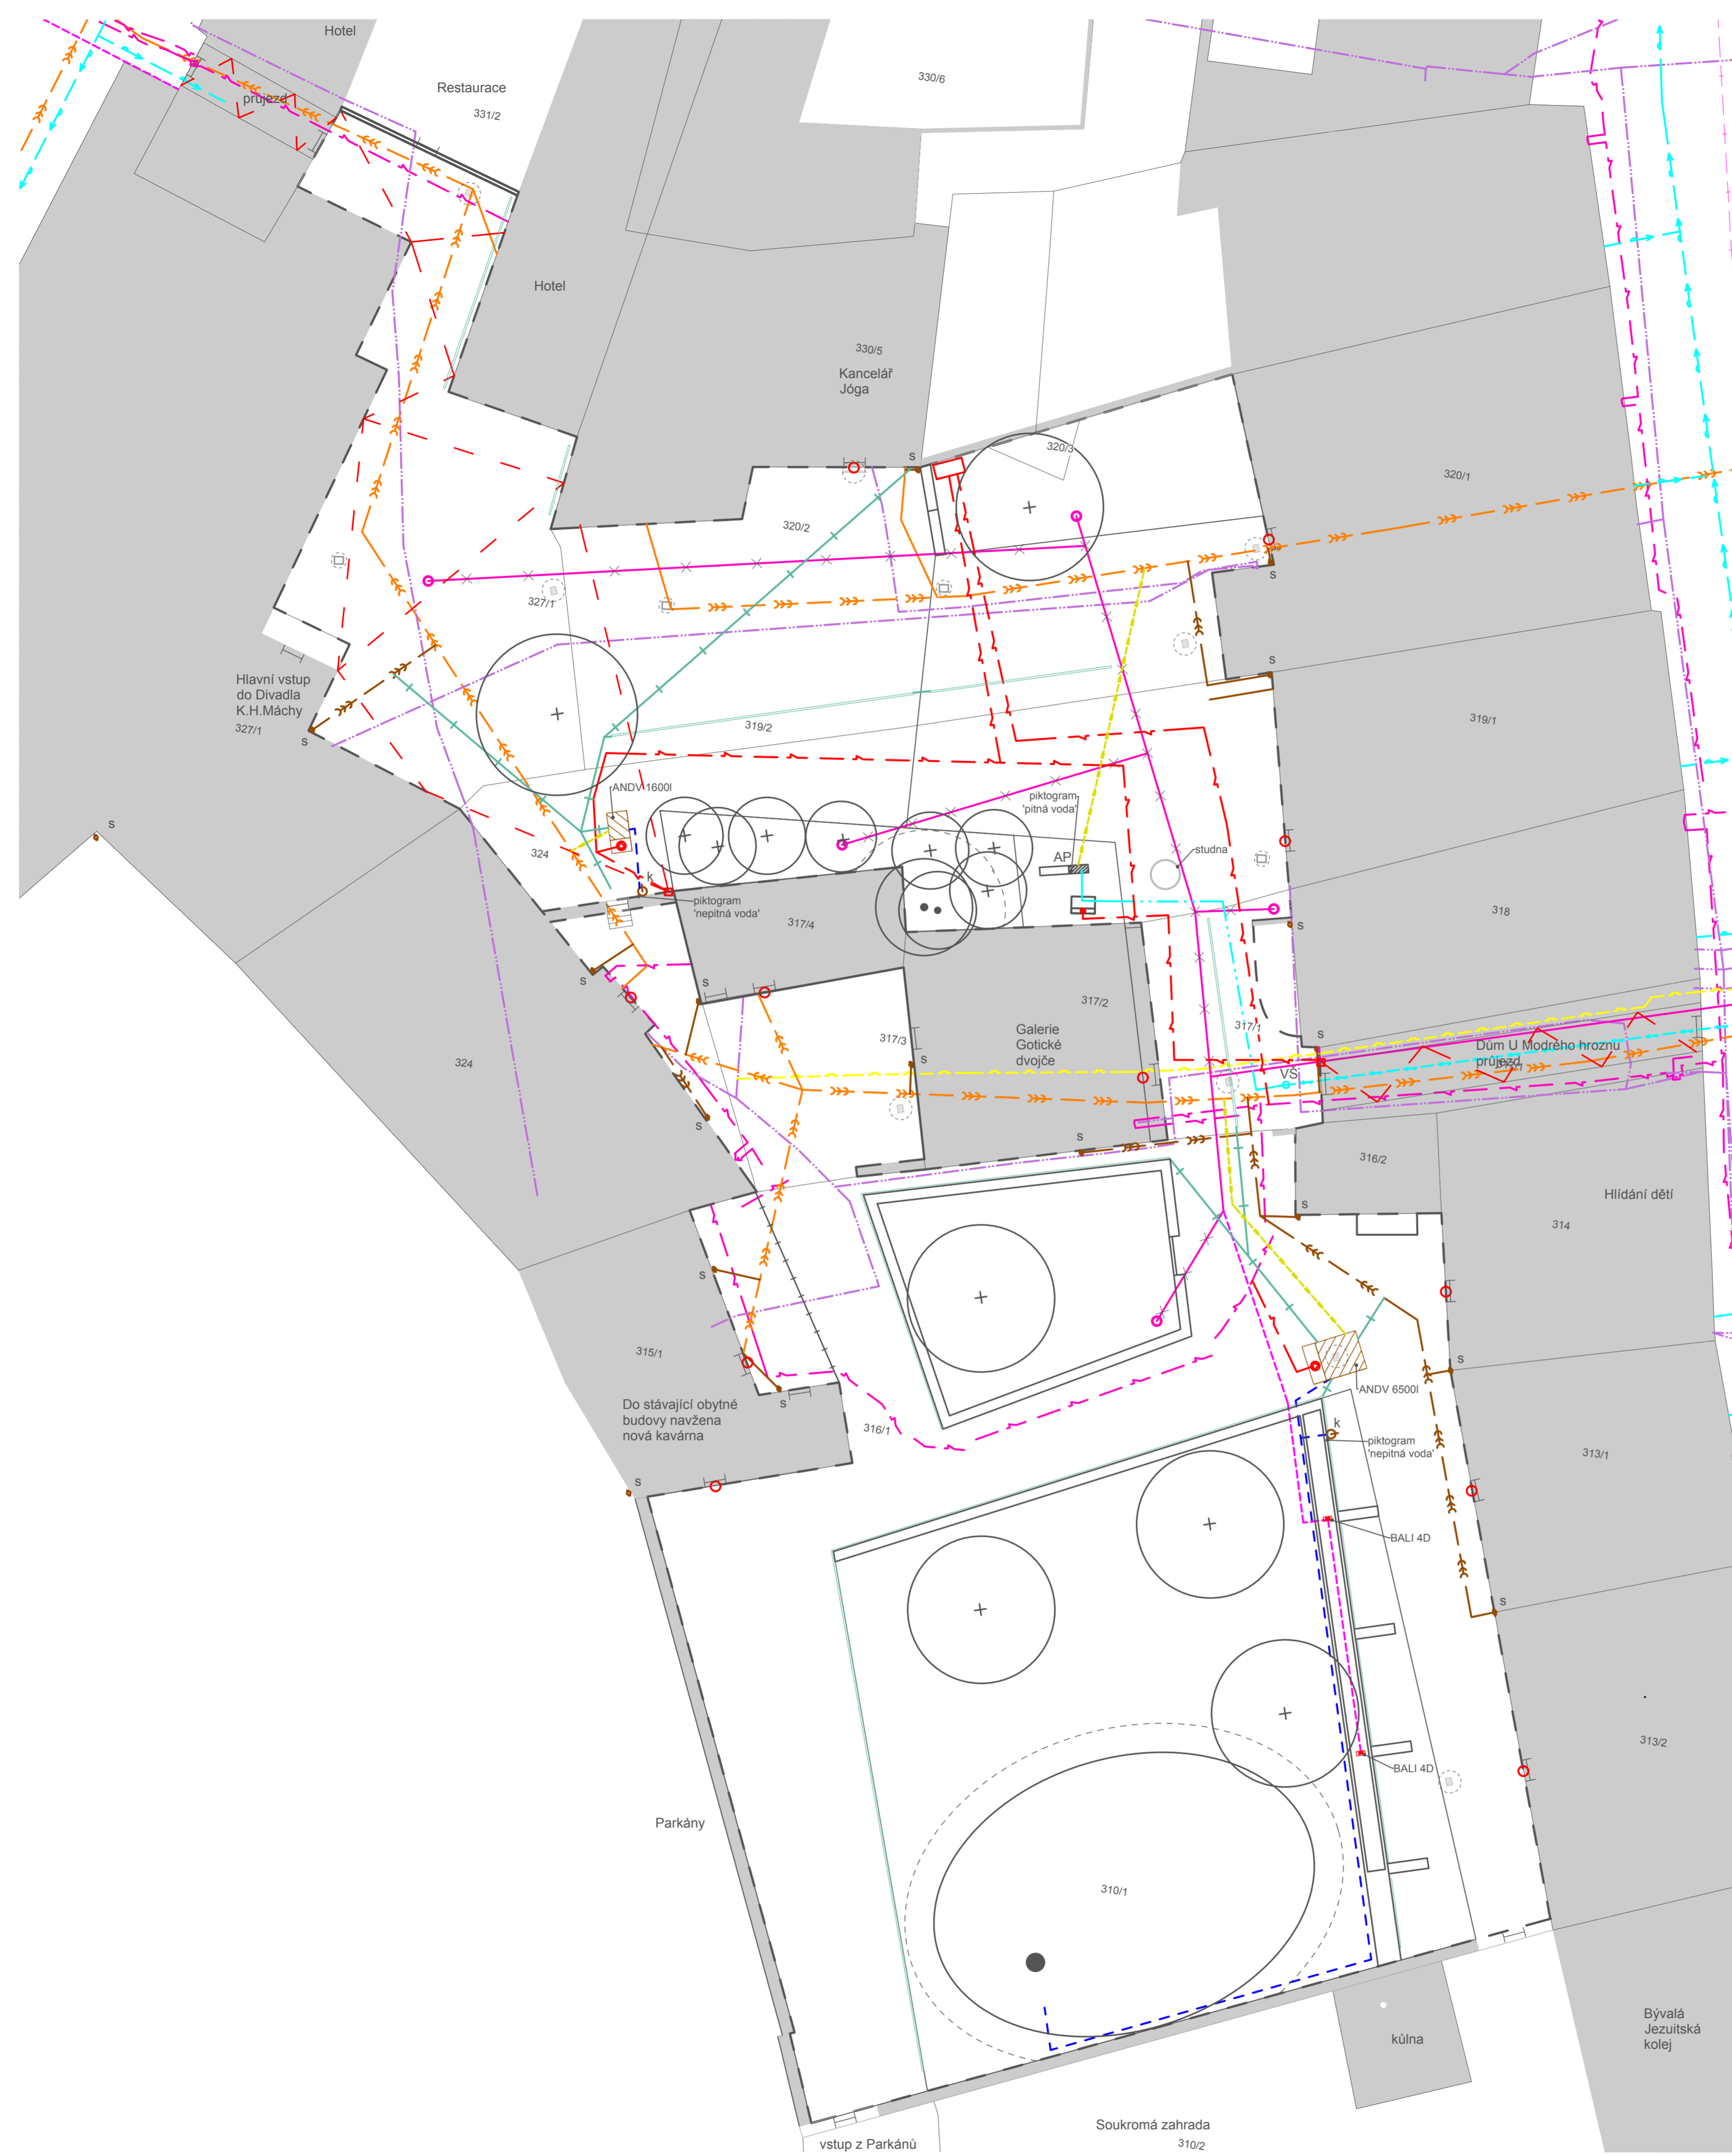 Hotel
průjezd
Restaurace
331/2
330/6
Hotel
330/5
Kancelář
Jóga
s
320/3
320/1
320/2
s
327/1
s
Hlavní vstup
do Divadla
K.H.Máchy
327/1
s
319/2
319/1
ANDV 1600l
piktogram
'pitná voda'
s
324
AP
studna
k
piktogram
'nepitná voda'
317/4
318
s
s
s
317/2
317/1
Galerie
Gotické
dvojče
317/3
s
Dům U Modrého hroznu
průjezd
VŠ
324
s
s
s
316/2
Hlídání dětí
314
s
s
315/1
s
ANDV 6500l
Do stávající obytné
budovy navžena
nová kavárna
s
316/1
k
piktogram
'nepitná voda'
313/1
s
BALI 4D
s
313/2
BALI 4D
Parkány
310/1
kůlna
Bývalá
Jezuitská
kolej
Soukromá zahrada
310/2
vstup z Parkánů